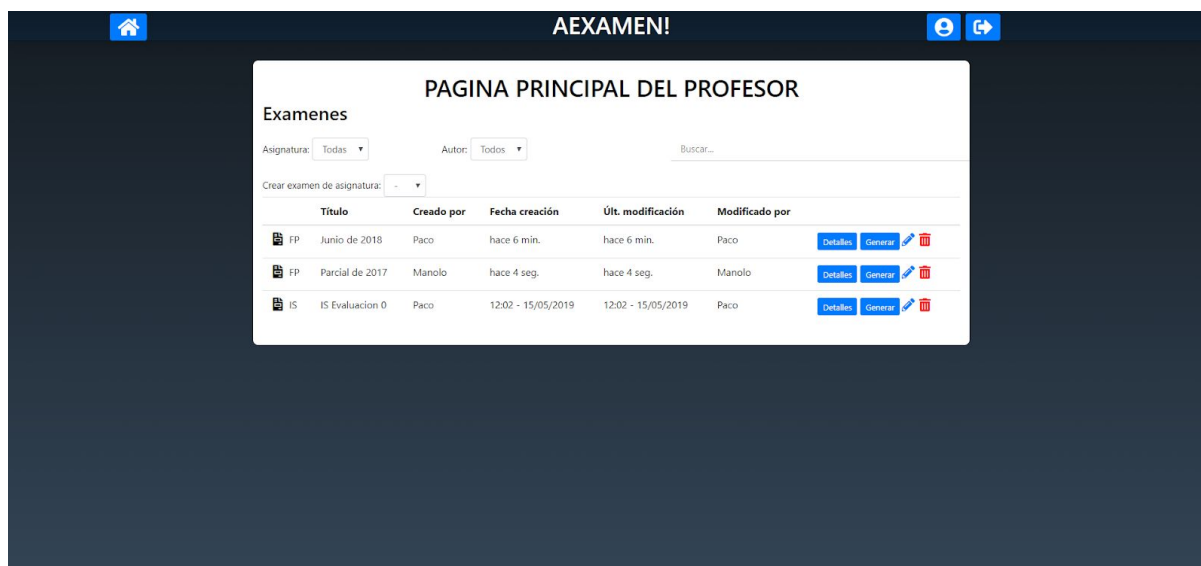 AEXAMEN!
PAGINA PRINCIPAL DEL PROFESOR
Examenes
Asignatura: Todas Autor: Todos Buscar...
Crear examen de asignatura: -
Título Creado por Fecha creación Últ. modificación Modificado por
FP Junio de 2018 Paco hace 6 min. hace 6 min. Paco Detalles Generar
FP Parcial de 2017 Manolo hace 4 seg. hace 4 seg. Manolo Detalles Generar
IS IS Evaluacion 0 Paco 12:02 - 15/05/2019 12:02 - 15/05/2019 Paco Detalles Generar